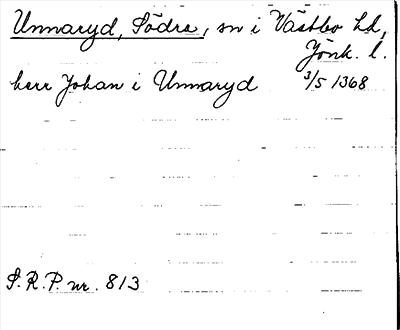 Unnaryd, Södra, sn i Västbo hd,
Jönk. l.
herr Johan i Unnaryd 3/5 1368
S.R.P. nr. 813